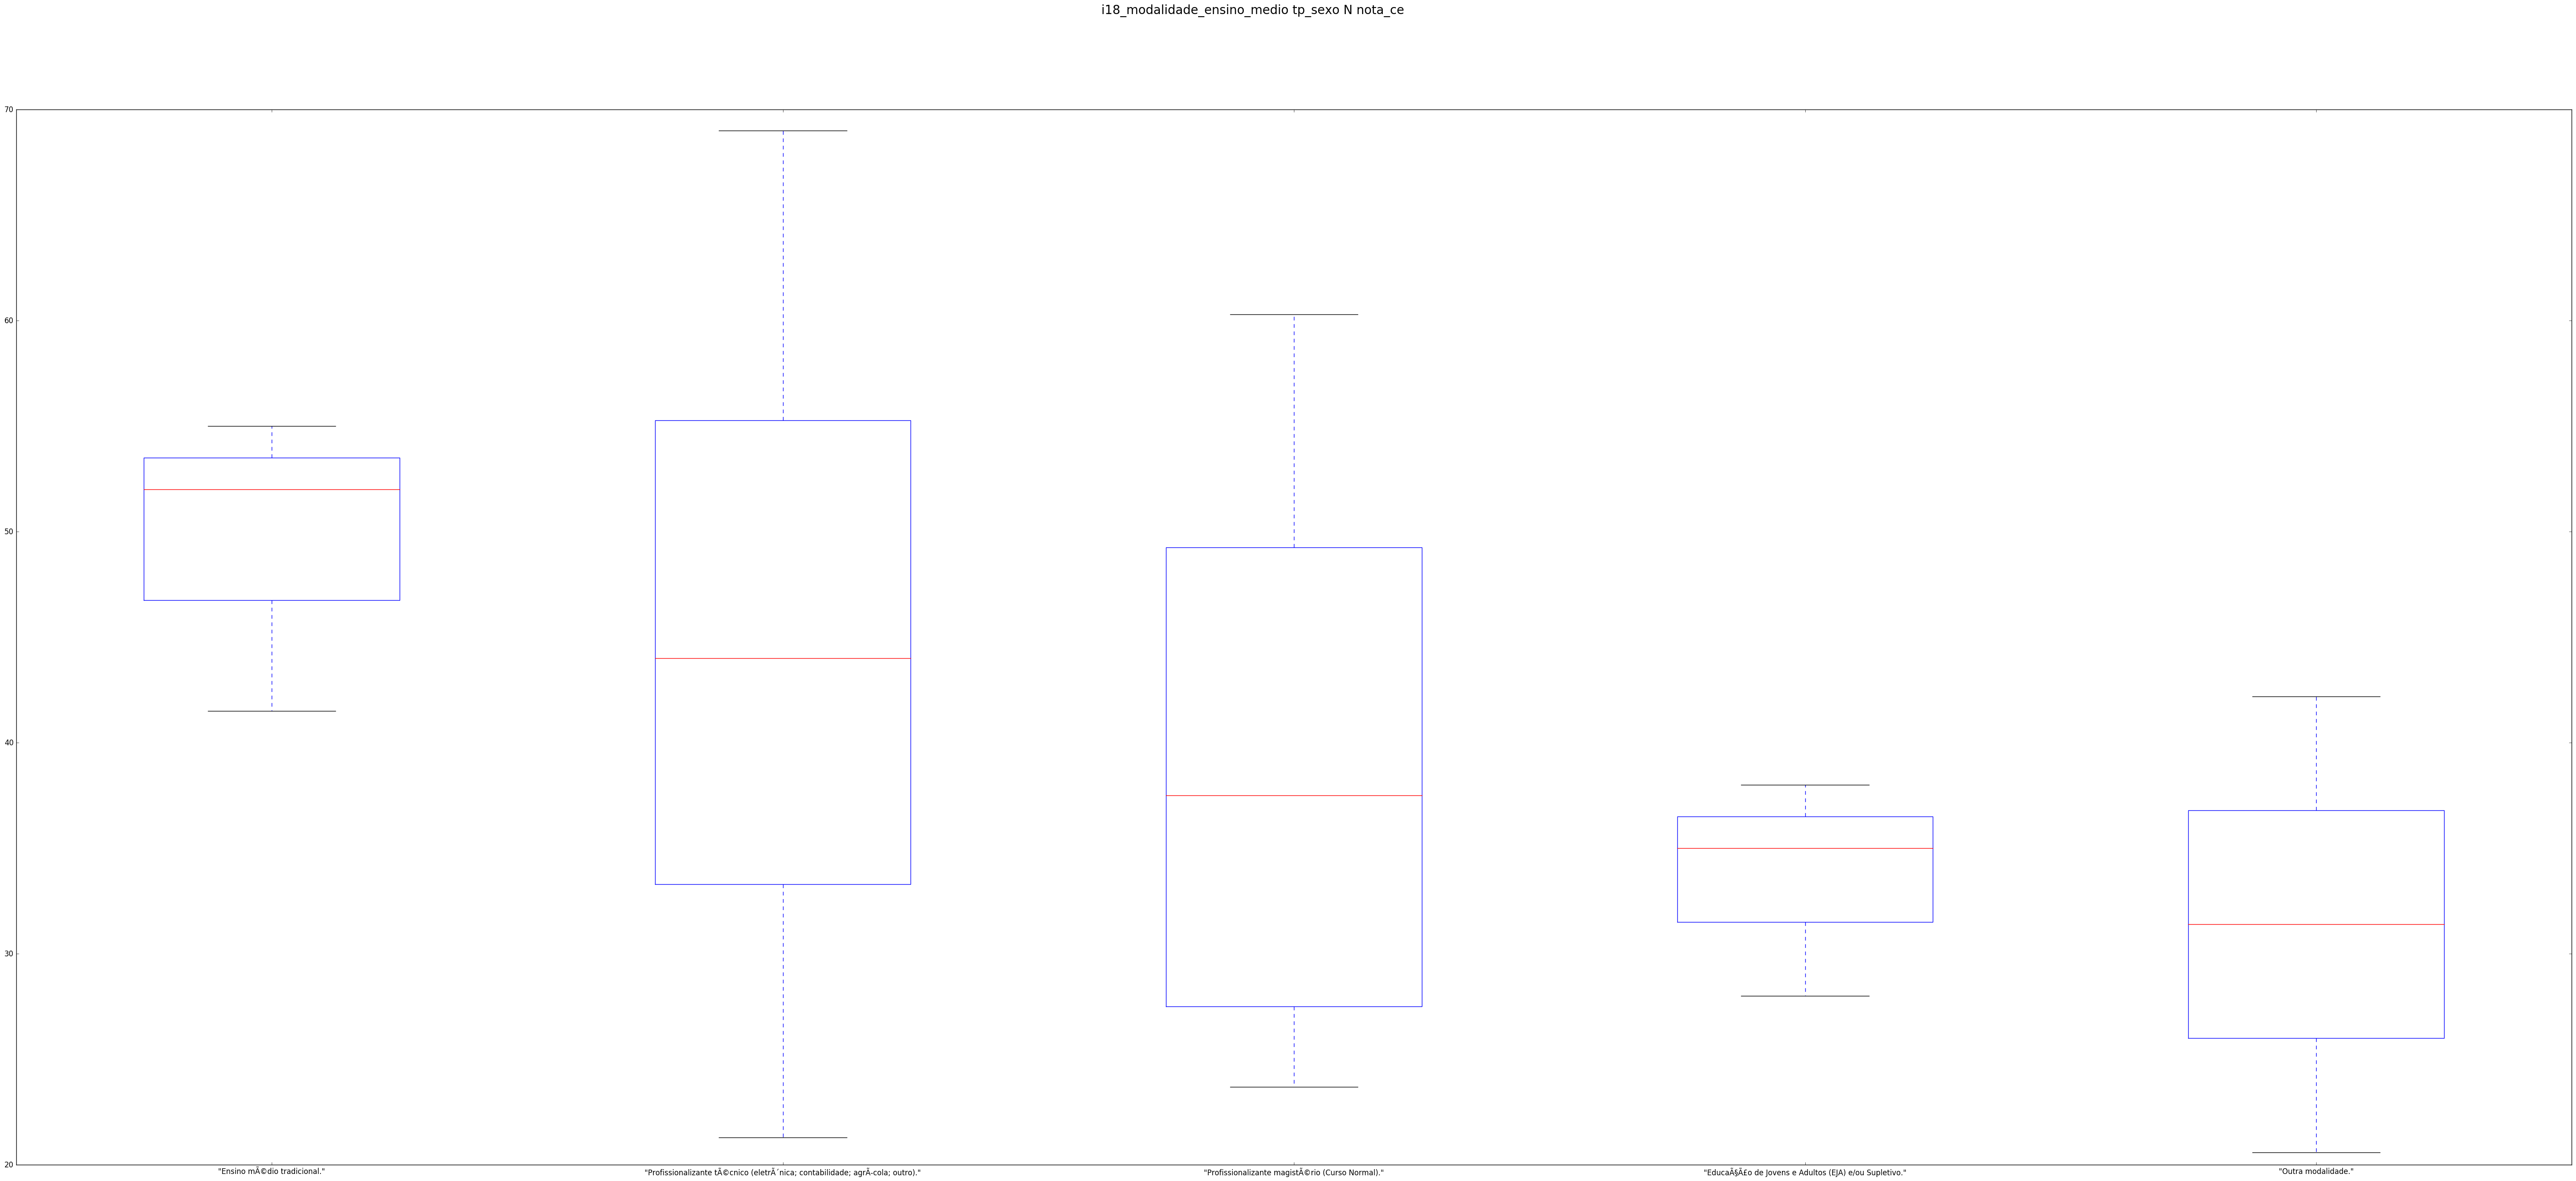 i18_modalidade_ensino_medio tp_sexo N nota_ce
70
60
50
40
30
20
"Ensino mÃ©dio tradicional."
"Profissionalizante tÃ©cnico (eletrÃ´nica; contabilidade; agrÃ-cola; outro)."
"Profissionalizante magistÃ©rio (Curso Normal)."
"EducaÃ§Ã£o de Jovens e Adultos (EJA) e/ou Supletivo."
"Outra modalidade."